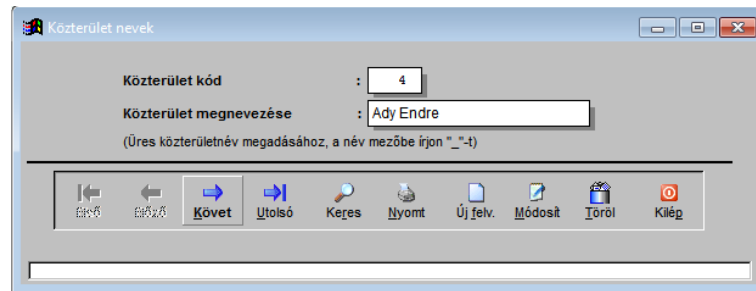 Közterület nevek
Közterület kód : 4
Közterület megnevezése : Ady Endre
(Üres közterületnév megadásához, a név mezőbe írjon "_"-t)
Első Előző Követ Utolsó Keres Nyomt Új felv. Módosít Töröl Kilép